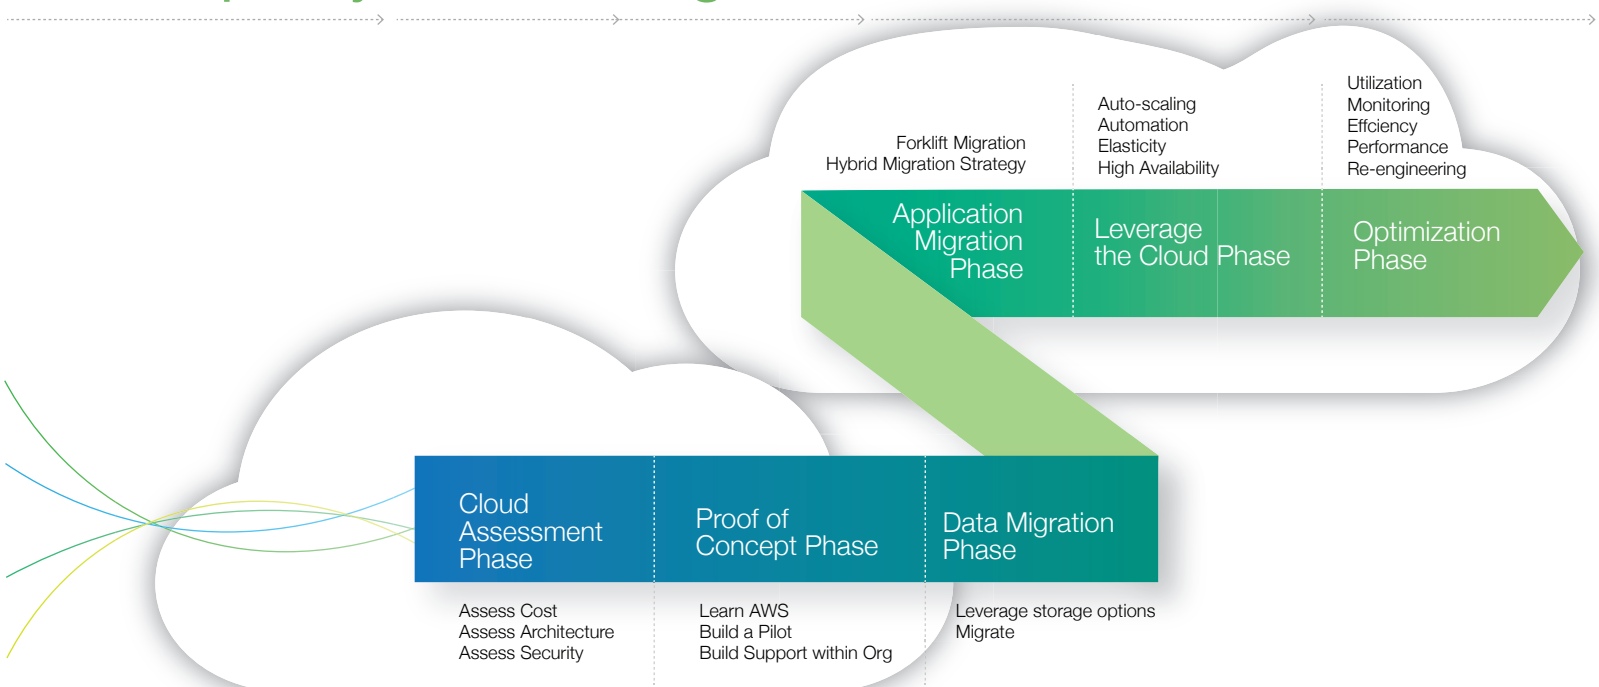 Utilization
Monitoring
Effciency
Performance
Re-engineering
Auto-scaling
Automation
Elasticity
High Availability
Forklift Migration
Hybrid Migration Strategy
Application
Migration
Phase
Leverage
the Cloud Phase
Optimization
Phase
Cloud
Assessment
Phase
Proof of
Concept Phase
Data Migration
Phase
Assess Cost
Assess Architecture
Assess Security
Learn AWS
Build a Pilot
Build Support within Org
Leverage storage options
Migrate